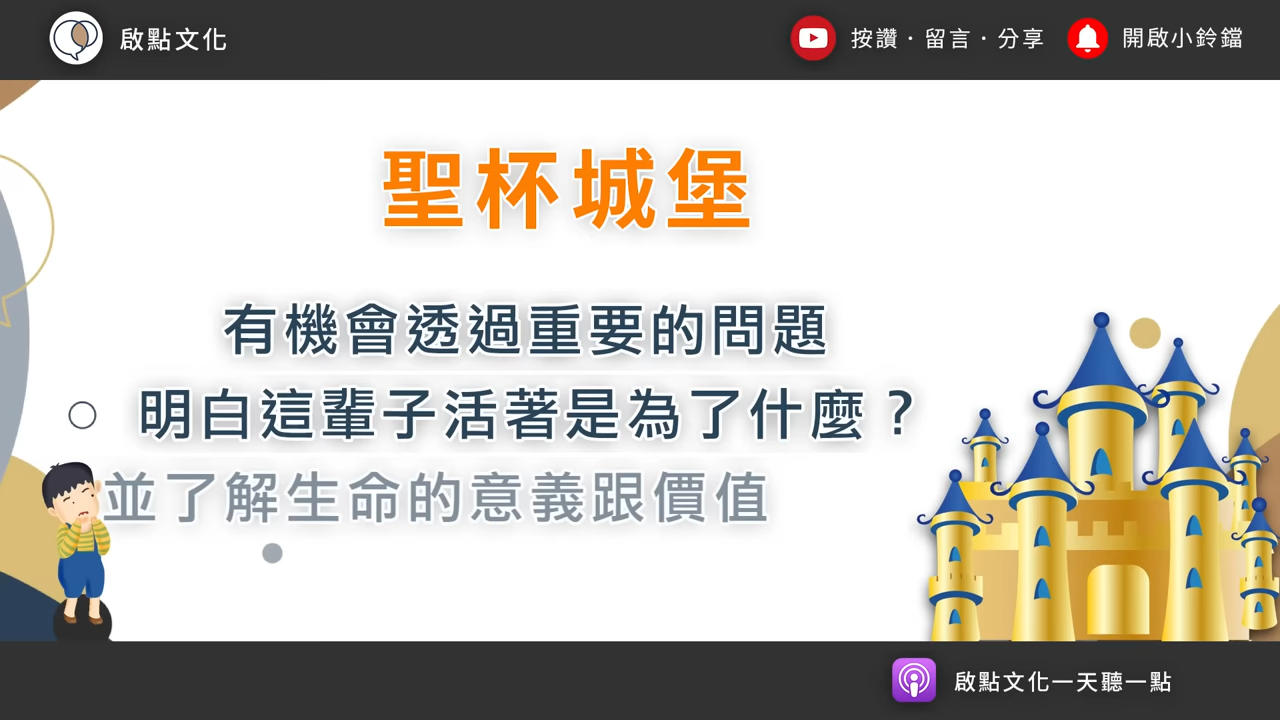 啟點文化
按讚・留言・分享
開啟小鈴鐺
聖杯城堡
有機會透過重要的問題
明白這輩子活著是為了什麼？
並了解生命的意義跟價值
啟點文化一天聽一點